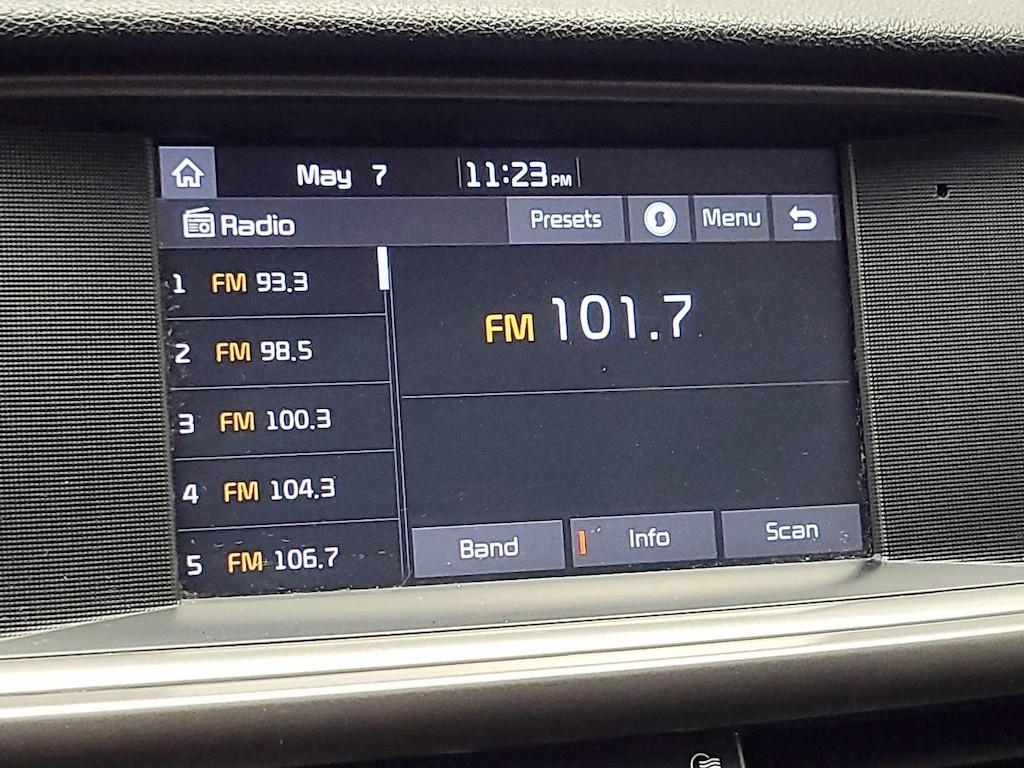 May 7 11:23 PM
Radio Presets Menu
1 FM 93.3
FM 101.7
2 FM 98.5
3 FM 100.3
4 FM 104.3
5 FM 106.7
Band Info Scan